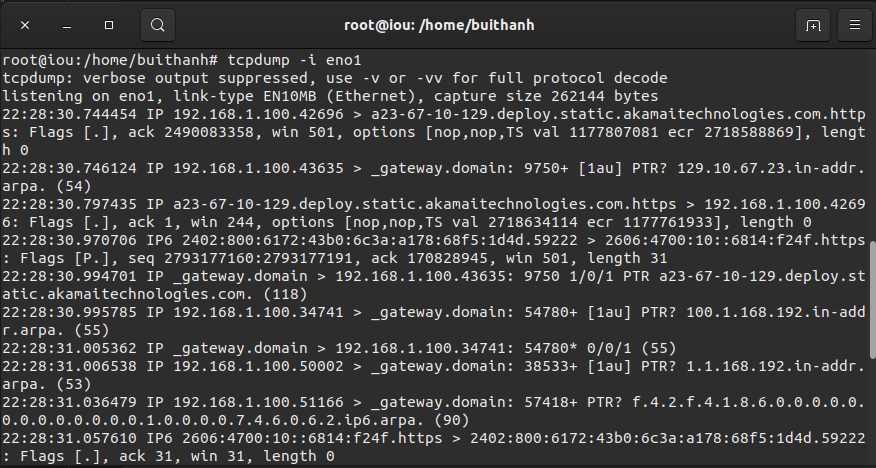 root@iou: /home/buithanh
root@iou:/home/buithanh# tcpdump -i eno1
tcpdump: verbose output suppressed, use -v or -vv for full protocol decode
listening on eno1, link-type EN10MB (Ethernet), capture size 262144 bytes
22:28:30.744454 IP 192.168.1.100.42696 > a23-67-10-129.deploy.static.akamaitechnologies.com.http
s: Flags [.], ack 2490083358, win 501, options [nop,nop,TS val 1177807081 ecr 2718588869], lengt
h 0
22:28:30.746124 IP 192.168.1.100.43635 > _gateway.domain: 9750+ [1au] PTR? 129.10.67.23.in-addr.
arpa. (54)
22:28:30.797435 IP a23-67-10-129.deploy.static.akamaitechnologies.com.https > 192.168.1.100.4269
6: Flags [.], ack 1, win 244, options [nop,nop,TS val 2718634114 ecr 1177761933], length 0
22:28:30.970706 IP6 2402:800:6172:43b0:6c3a:a178:68f5:1d4d.59222 > 2606:4700:10::6814:f24f.https
: Flags [P.], seq 2793177160:2793177191, ack 170828945, win 501, length 31
22:28:30.994701 IP _gateway.domain > 192.168.1.100.43635: 9750 1/0/1 PTR a23-67-10-129.deploy.st
atic.akamaitechnologies.com. (118)
22:28:30.995785 IP 192.168.1.100.34741 > _gateway.domain: 54780+ [1au] PTR? 100.1.168.192.in-add
r.arpa. (55)
22:28:31.005362 IP _gateway.domain > 192.168.1.100.34741: 54780* 0/0/1 (55)
22:28:31.006538 IP 192.168.1.100.50002 > _gateway.domain: 38533+ [1au] PTR? 1.1.168.192.in-addr.
arpa. (53)
22:28:31.036479 IP 192.168.1.100.51166 > _gateway.domain: 57418+ PTR? f.4.2.f.4.1.8.6.0.0.0.0.0.
0.0.0.0.0.0.0.0.1.0.0.0.0.7.4.6.0.6.2.ip6.arpa. (90)
22:28:31.057610 IP6 2606:4700:10::6814:f24f.https > 2402:800:6172:43b0:6c3a:a178:68f5:1d4d.59222
: Flags [.], ack 31, win 31, length 0